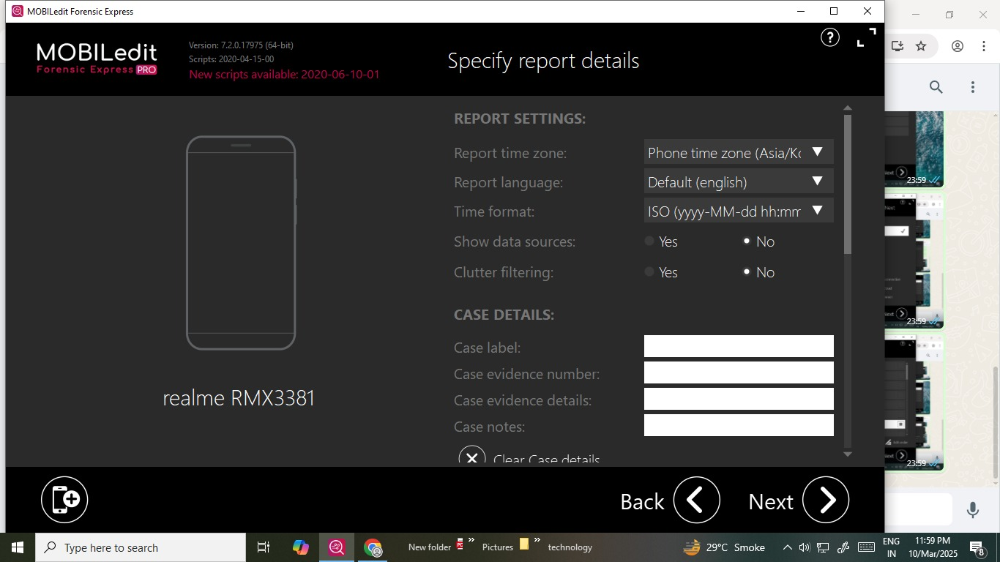 MOBILedit Forensic Express
MOBILedit
Forensic Express PRO
Version: 7.2.0.17975 (64-bit)
Scripts: 2020-04-15-00
New scripts available: 2020-06-10-01
Specify report details
?
realme RMX3381
REPORT SETTINGS:
Report time zone: Phone time zone (Asia/Ko
Report language: Default (english)
Time format: ISO (yyyy-MM-dd hh:mm
Show data sources: Yes No
Clutter filtering: Yes No
CASE DETAILS:
Case label:
Case evidence number:
Case evidence details:
Case notes:
Clear Case details
Back Next
23:59
23:59
23:59
Type here to search
New folder
Pictures
technology
29°C Smoke
ENG
IN
11:59 PM
10/Mar/2025
8